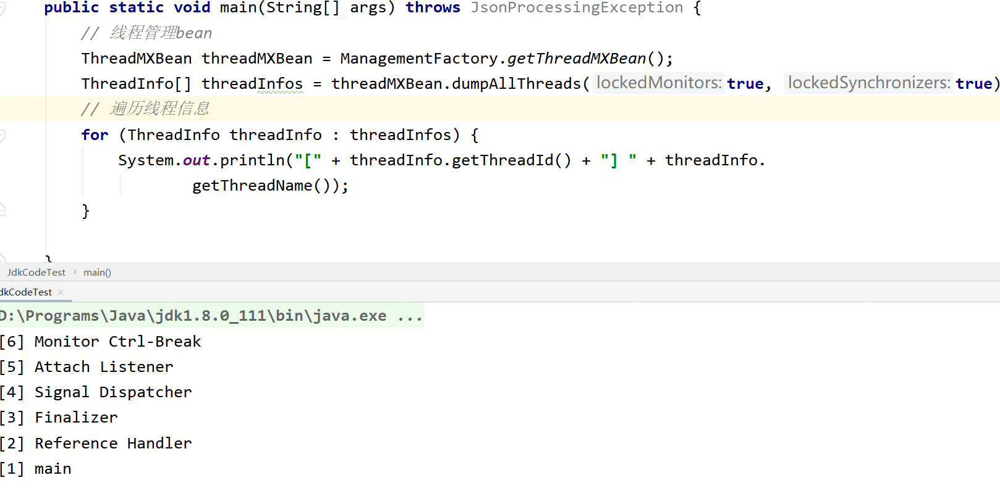 public static void main(String[] args) throws JsonProcessingException {
// 线程管理bean
ThreadMXBean threadMXBean = ManagementFactory.getThreadMXBean();
ThreadInfo[] threadInfos = threadMXBean.dumpAllThreads( lockedMonitors: true, lockedSynchronizers: true)
// 遍历线程信息
for (ThreadInfo threadInfo : threadInfos) {
System.out.println("[" + threadInfo.getThreadId() + "] " + threadInfo.
getThreadName());
}
}
JdkCodeTest › main()
dkCodeTest ×
D:\Programs\Java\jdk1.8.0_111\bin\java.exe ...
[6] Monitor Ctrl-Break
[5] Attach Listener
[4] Signal Dispatcher
[3] Finalizer
[2] Reference Handler
[1] main